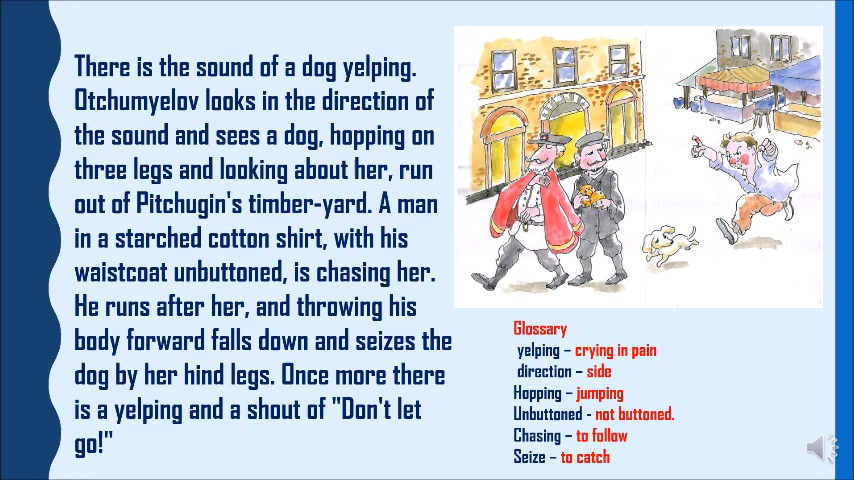 There is the sound of a dog yelping.
Otchumyelov looks in the direction of
the sound and sees a dog, hopping on
three legs and looking about her, run
out of Pitchugin's timber-yard. A man
in a starched cotton shirt, with his
waistcoat unbuttoned, is chasing her.
He runs after her, and throwing his
body forward falls down and seizes the
dog by her hind legs. Once more there
is a yelping and a shout of "Don't let
go!"
Glossary
yelping – crying in pain
direction – side
Hopping – jumping
Unbuttoned - not buttoned.
Chasing – to follow
Seize – to catch